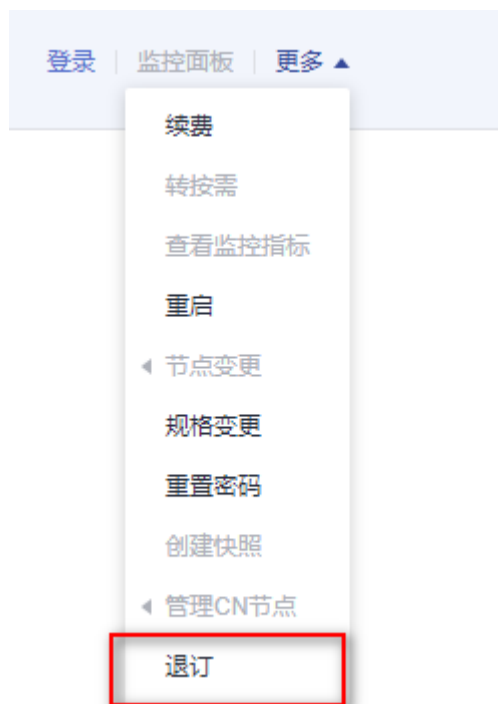 登录 监控面板 更多
续费
转按需
查看监控指标
重启
节点变更
规格变更
重置密码
创建快照
管理CN节点
退订